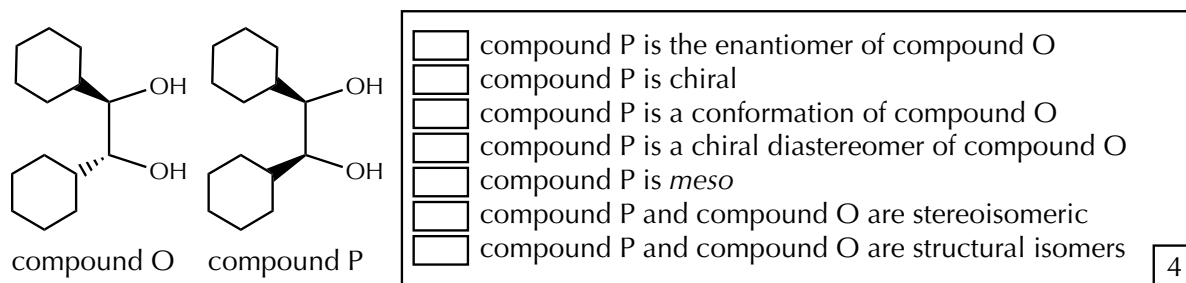 OH
OH
compound O
OH
OH
compound P
compound P is the enantiomer of compound O
compound P is chiral
compound P is a conformation of compound O
compound P is a chiral diastereomer of compound O
compound P is meso
compound P and compound O are stereoisomeric
compound P and compound O are structural isomers
4